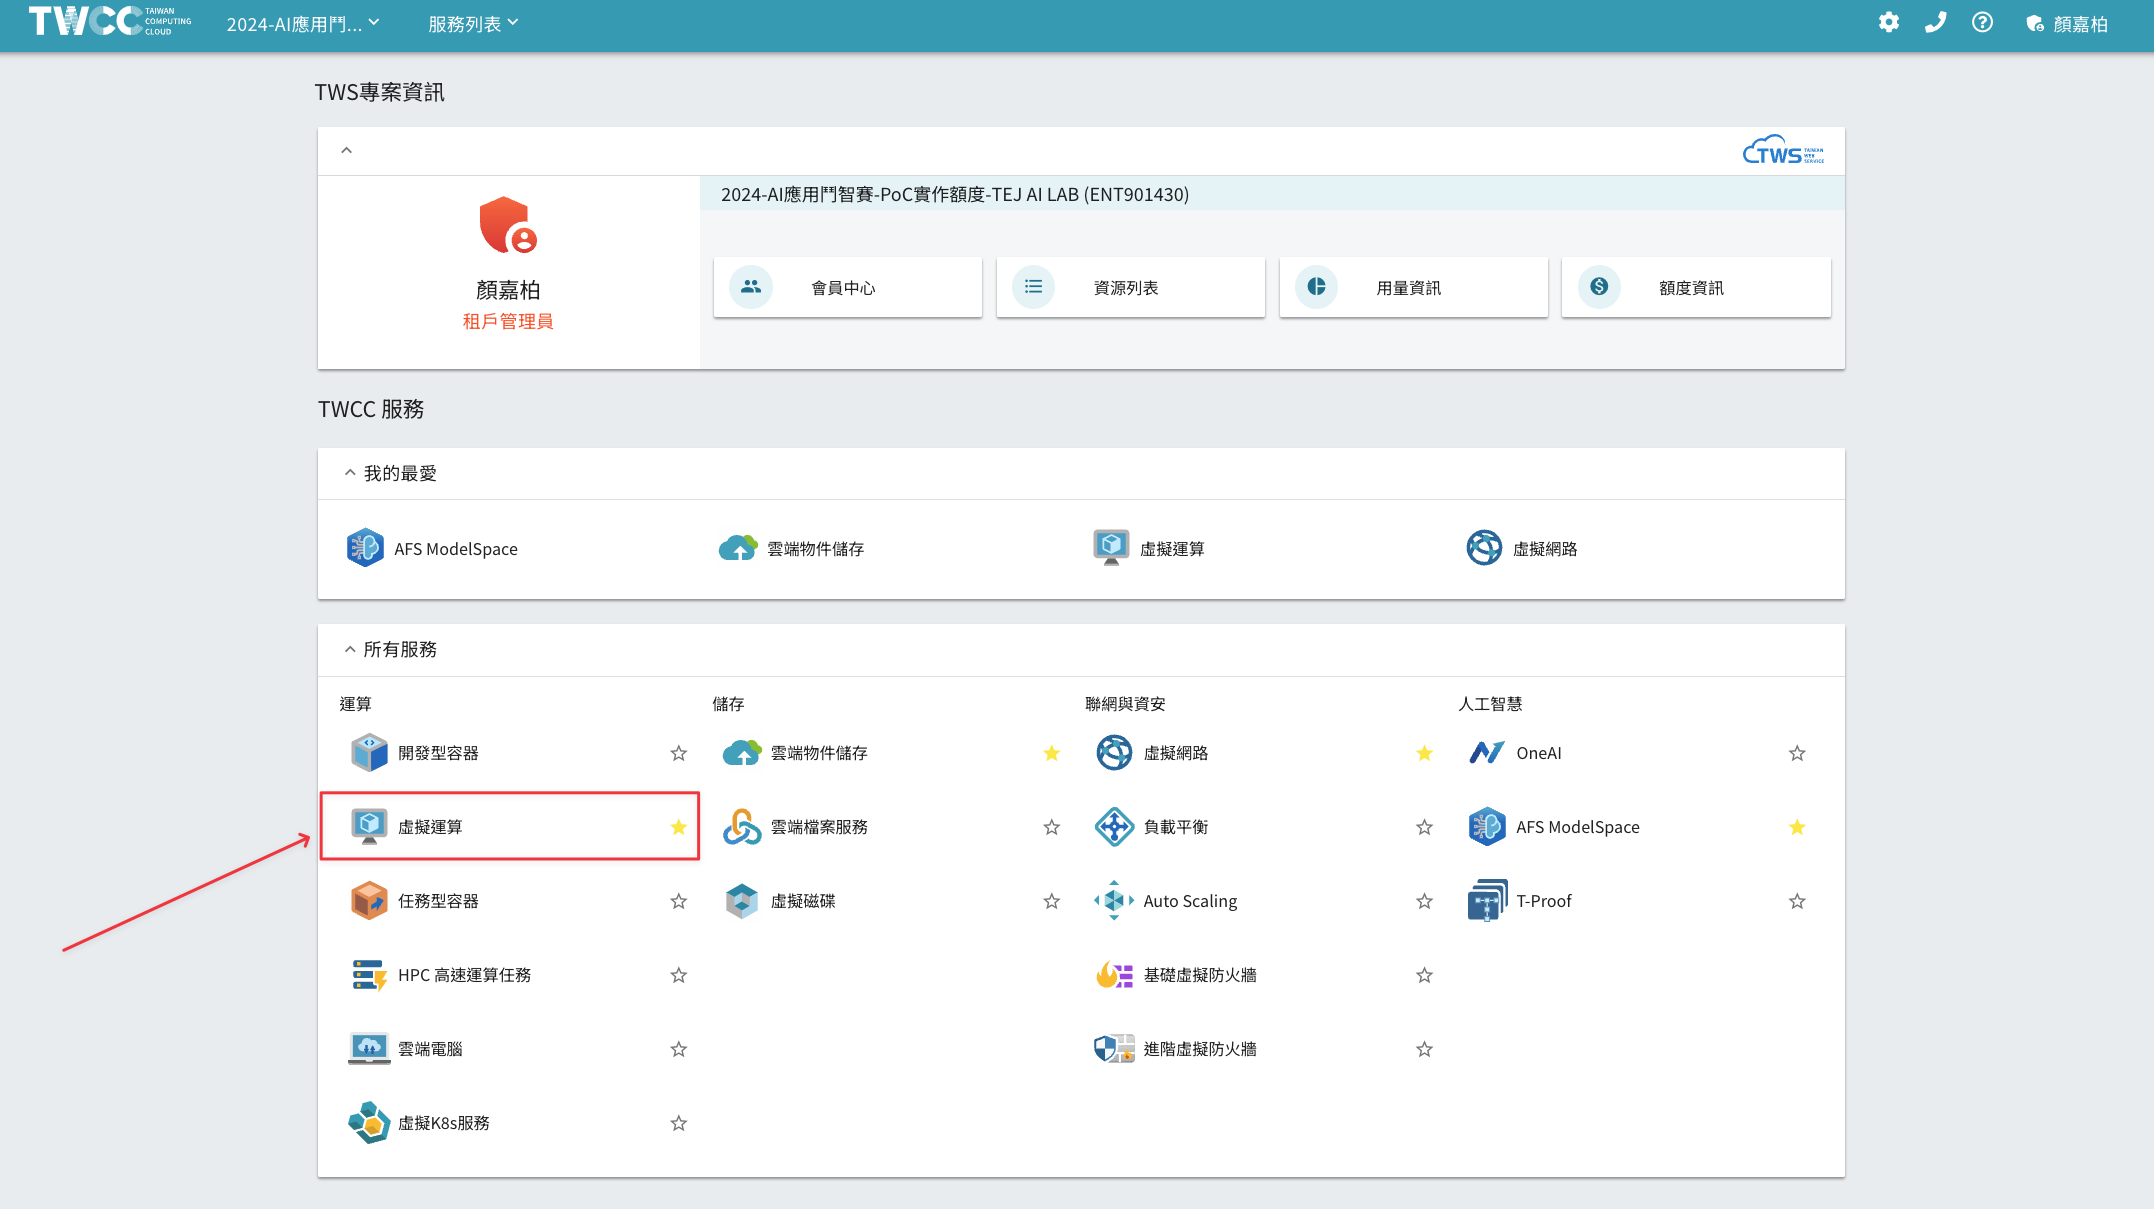 TWCC TAIWAN COMPUTING CLOUD 2024-AI應用鬥... 服務列表 顏嘉柏
TWS專案資訊
TWS TAIWAN WEB SERVICE
2024-AI應用鬥智賽-PoC實作額度-TEJ AI LAB (ENT901430)
顏嘉柏
租戶管理員
會員中心 資源列表 用量資訊 額度資訊
TWCC 服務
我的最愛
AFS ModelSpace 雲端物件儲存 虛擬運算 虛擬網路
所有服務
運算 儲存 聯網與資安 人工智慧
開發型容器 雲端物件儲存 虛擬網路 OneAI
虛擬運算 雲端檔案服務 負載平衡 AFS ModelSpace
任務型容器 虛擬磁碟 Auto Scaling T-Proof
HPC 高速運算任務 基礎虛擬防火牆
雲端電腦 進階虛擬防火牆
虛擬K8s服務